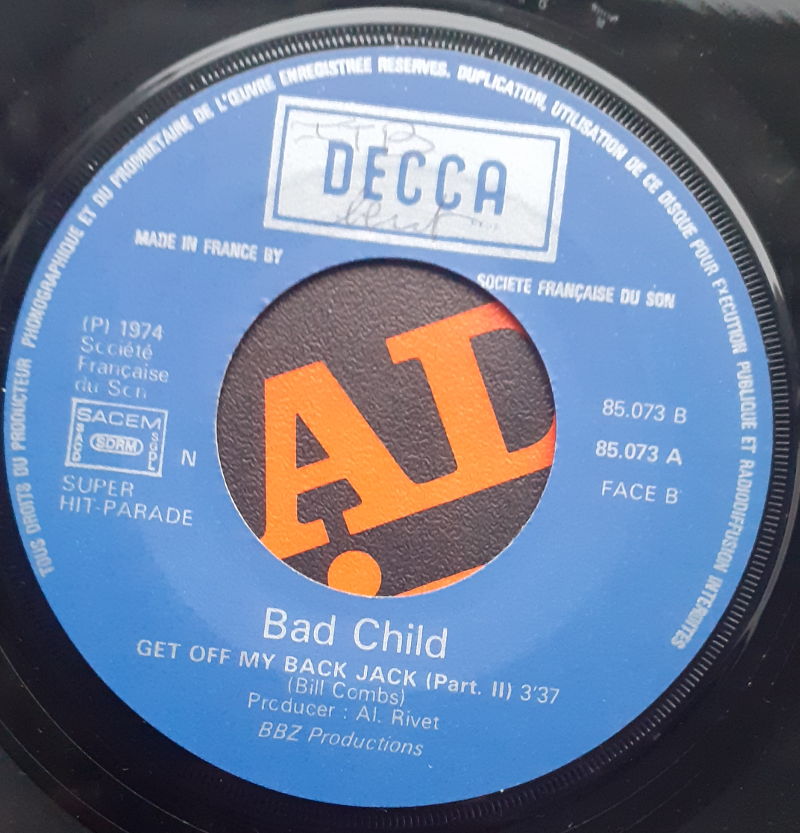 TOUS DROITS DU PRODUCTEUR PHONOGRAPHIQUE ET DU PROPRIETAIRE DE L'ŒUVRE ENREGISTREE RESERVES. DUPLICATION, UTILISATION DE CE DISQUE POUR EXECUTION PUBLIQUE ET RADIODIFFUSION INTERDITES
DECCA
MADE IN FRANCE BY
SOCIETE FRANÇAISE DU SON
(P) 1974
Société
Française
du Son
SACEM
SACD SDRM SGDL
N
SUPER
HIT-PARADE
85.073 B
85.073 A
FACE B
AL
Bad Child
GET OFF MY BACK JACK (Part. II) 3'37
(Bill Combs)
Producer : Al. Rivet
BBZ Productions